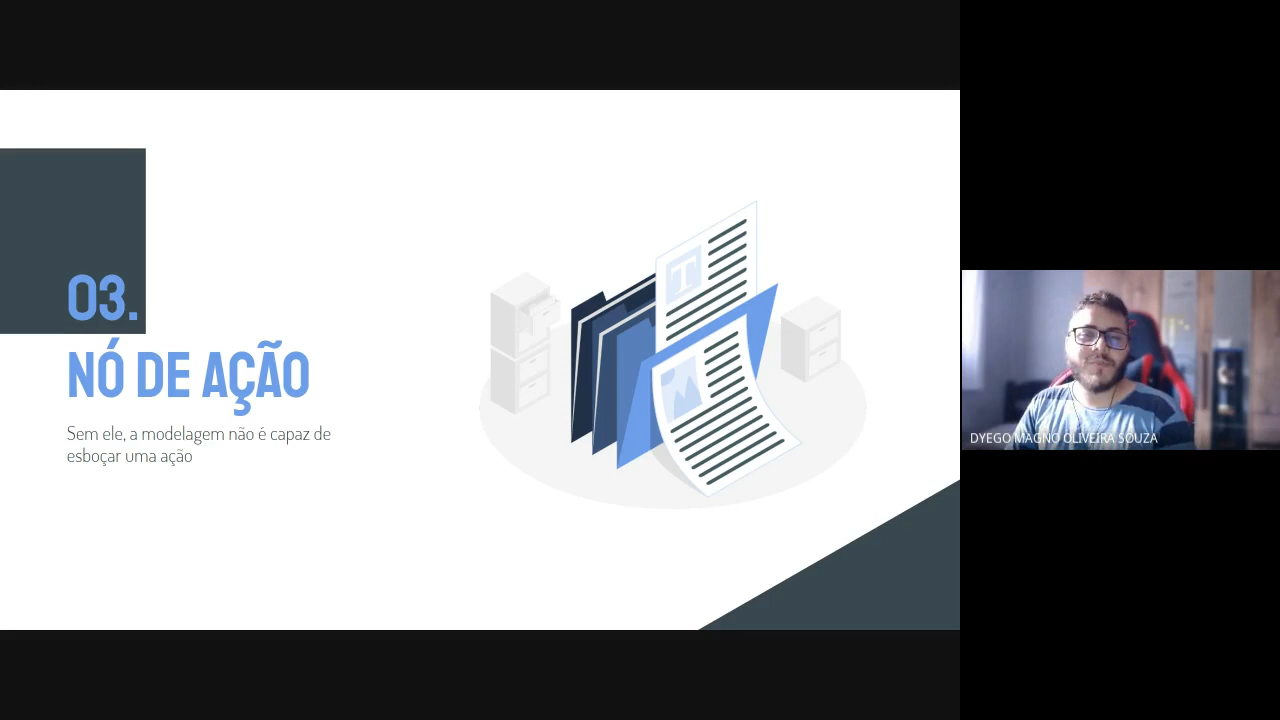 03.
NÓ DE AÇÃO
Sem ele, a modelagem não é capaz de
esboçar uma ação
T
DYEGO MAGNO OLIVEIRA SOUZA